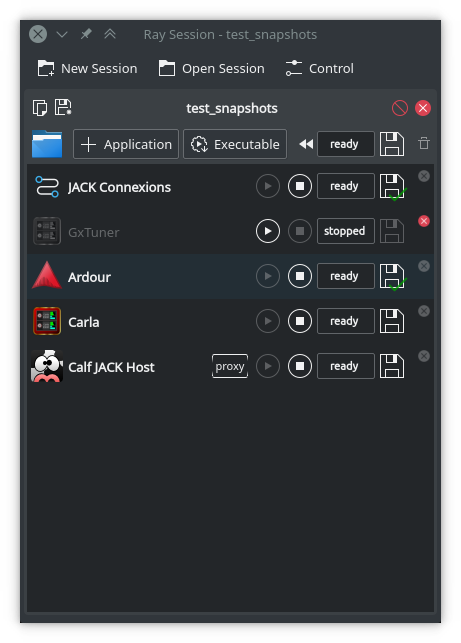 Ray Session - test_snapshots
New Session Open Session Control
test_snapshots
Application Executable ready
JACK Connexions ready
GxTuner stopped
Ardour ready
Carla ready
Calf JACK Host proxy ready